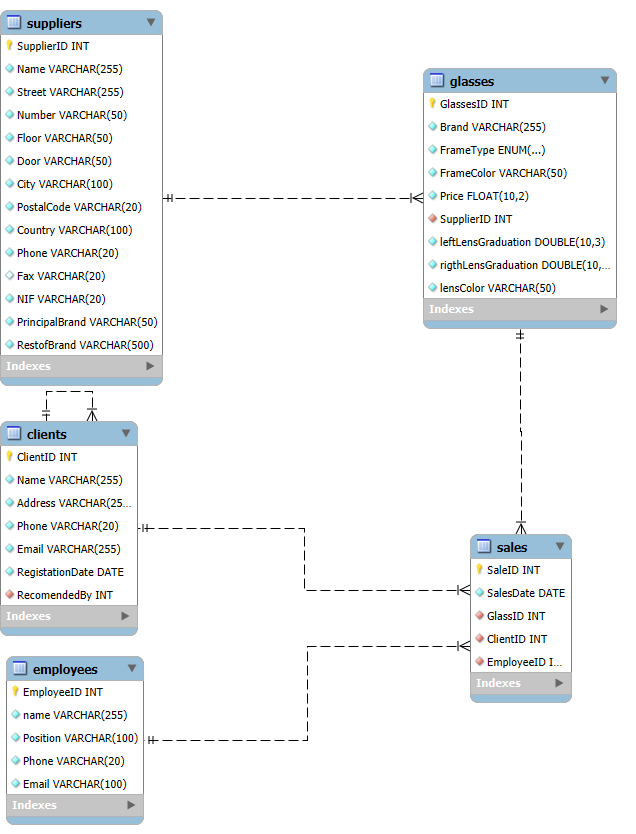 suppliers
SupplierID INT
Name VARCHAR(255)
Street VARCHAR(255)
Number VARCHAR(50)
Floor VARCHAR(50)
Door VARCHAR(50)
City VARCHAR(100)
PostalCode VARCHAR(20)
Country VARCHAR(100)
Phone VARCHAR(20)
Fax VARCHAR(20)
NIF VARCHAR(20)
PrincipalBrand VARCHAR(50)
RestofBrand VARCHAR(500)
Indexes
glasses
GlassesID INT
Brand VARCHAR(255)
FrameType ENUM(...)
FrameColor VARCHAR(50)
Price FLOAT(10,2)
SupplierID INT
leftLensGraduation DOUBLE(10,3)
rigthLensGraduation DOUBLE(10,...
lensColor VARCHAR(50)
Indexes
clients
ClientID INT
Name VARCHAR(255)
Address VARCHAR(25...
Phone VARCHAR(20)
Email VARCHAR(255)
RegistationDate DATE
RecomendedBy INT
Indexes
sales
SaleID INT
SalesDate DATE
GlassID INT
ClientID INT
EmployeeID I...
Indexes
employees
EmployeeID INT
name VARCHAR(255)
Position VARCHAR(100)
Phone VARCHAR(20)
Email VARCHAR(100)
Indexes